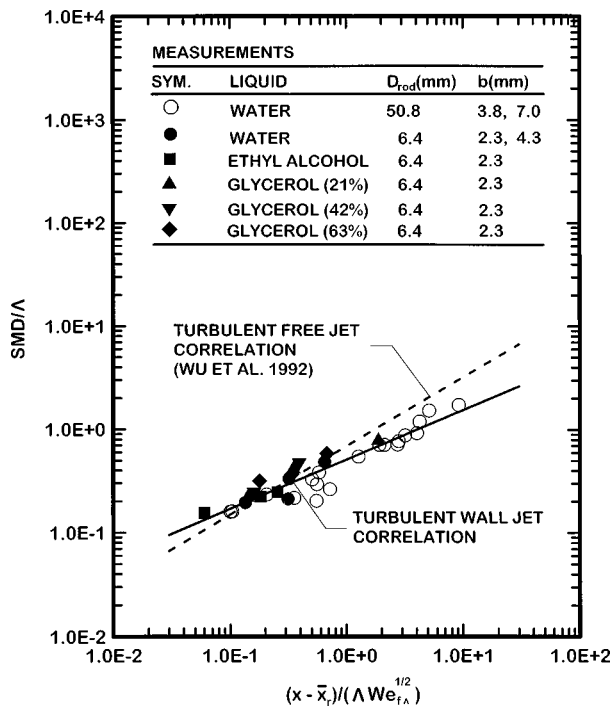 1.0E+4
MEASUREMENTS
SYM. LIQUID D_rod(mm) b(mm)
WATER 50.8 3.8, 7.0
WATER 6.4 2.3, 4.3
ETHYL ALCOHOL 6.4 2.3
GLYCEROL (21%) 6.4 2.3
GLYCEROL (42%) 6.4 2.3
GLYCEROL (63%) 6.4 2.3
1.0E+3
1.0E+2
SMD/Λ
1.0E+1
TURBULENT FREE JET
CORRELATION
(WU ET AL. 1992)
1.0E+0
TURBULENT WALL JET
CORRELATION
1.0E-1
1.0E-2
1.0E-2 1.0E-1 1.0E+0 1.0E+1 1.0E+2
(x - x̄_r)/(Λ We_fΛ^1/2)